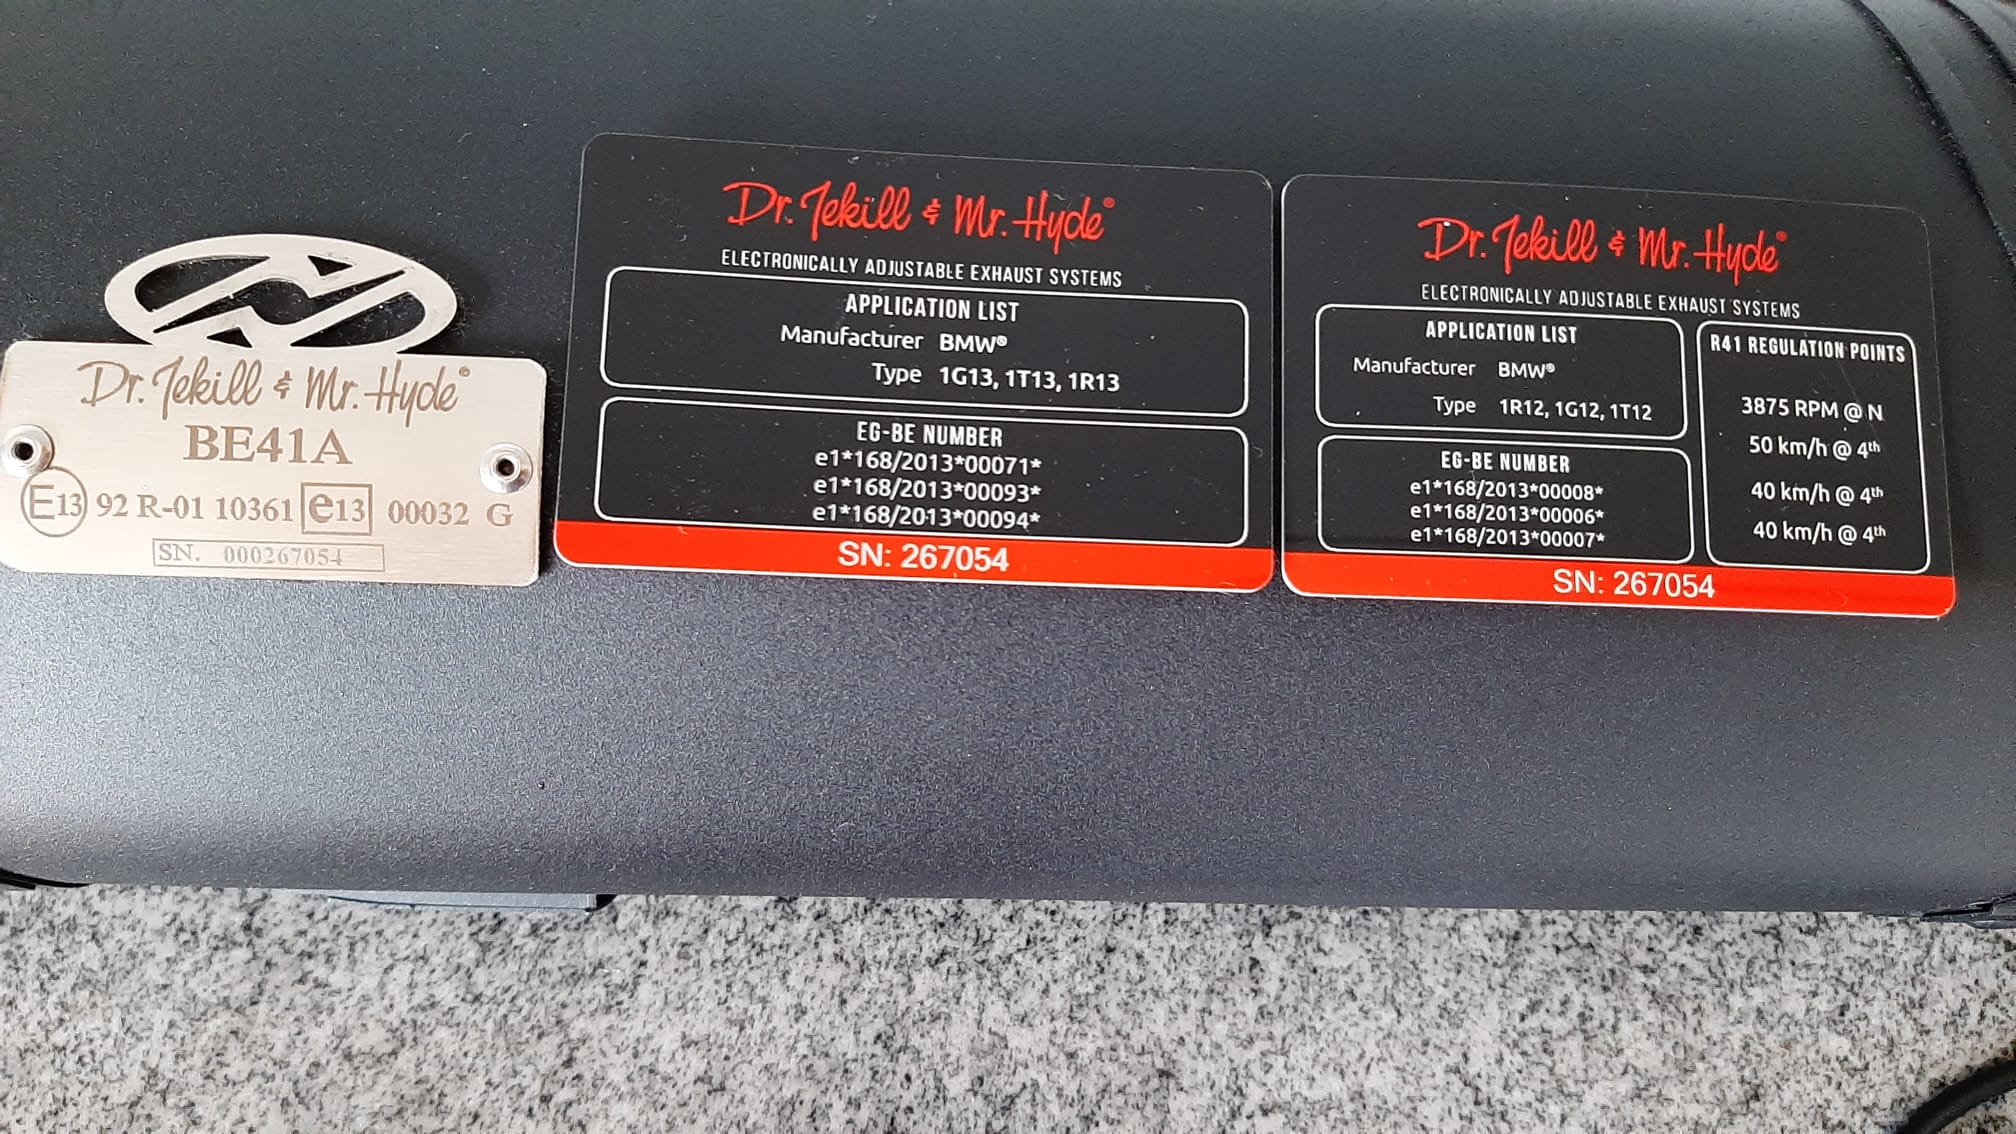 Dr. Jekill & Mr. Hyde®
BE41A
E13 92 R-01 10361 e13 00032 G
SN. 000267054
Dr. Jekill & Mr. Hyde®
ELECTRONICALLY ADJUSTABLE EXHAUST SYSTEMS
APPLICATION LIST
Manufacturer BMW®
Type 1G13, 1T13, 1R13
EG-BE NUMBER
e1*168/2013*00071*
e1*168/2013*00093*
e1*168/2013*00094*
SN: 267054
Dr. Jekill & Mr. Hyde®
ELECTRONICALLY ADJUSTABLE EXHAUST SYSTEMS
APPLICATION LIST
Manufacturer BMW®
Type 1R12, 1G12, 1T12
EG-BE NUMBER
e1*168/2013*00008*
e1*168/2013*00006*
e1*168/2013*00007*
R41 REGULATION POINTS
3875 RPM @ N
50 km/h @ 4th
40 km/h @ 4th
40 km/h @ 4th
SN: 267054